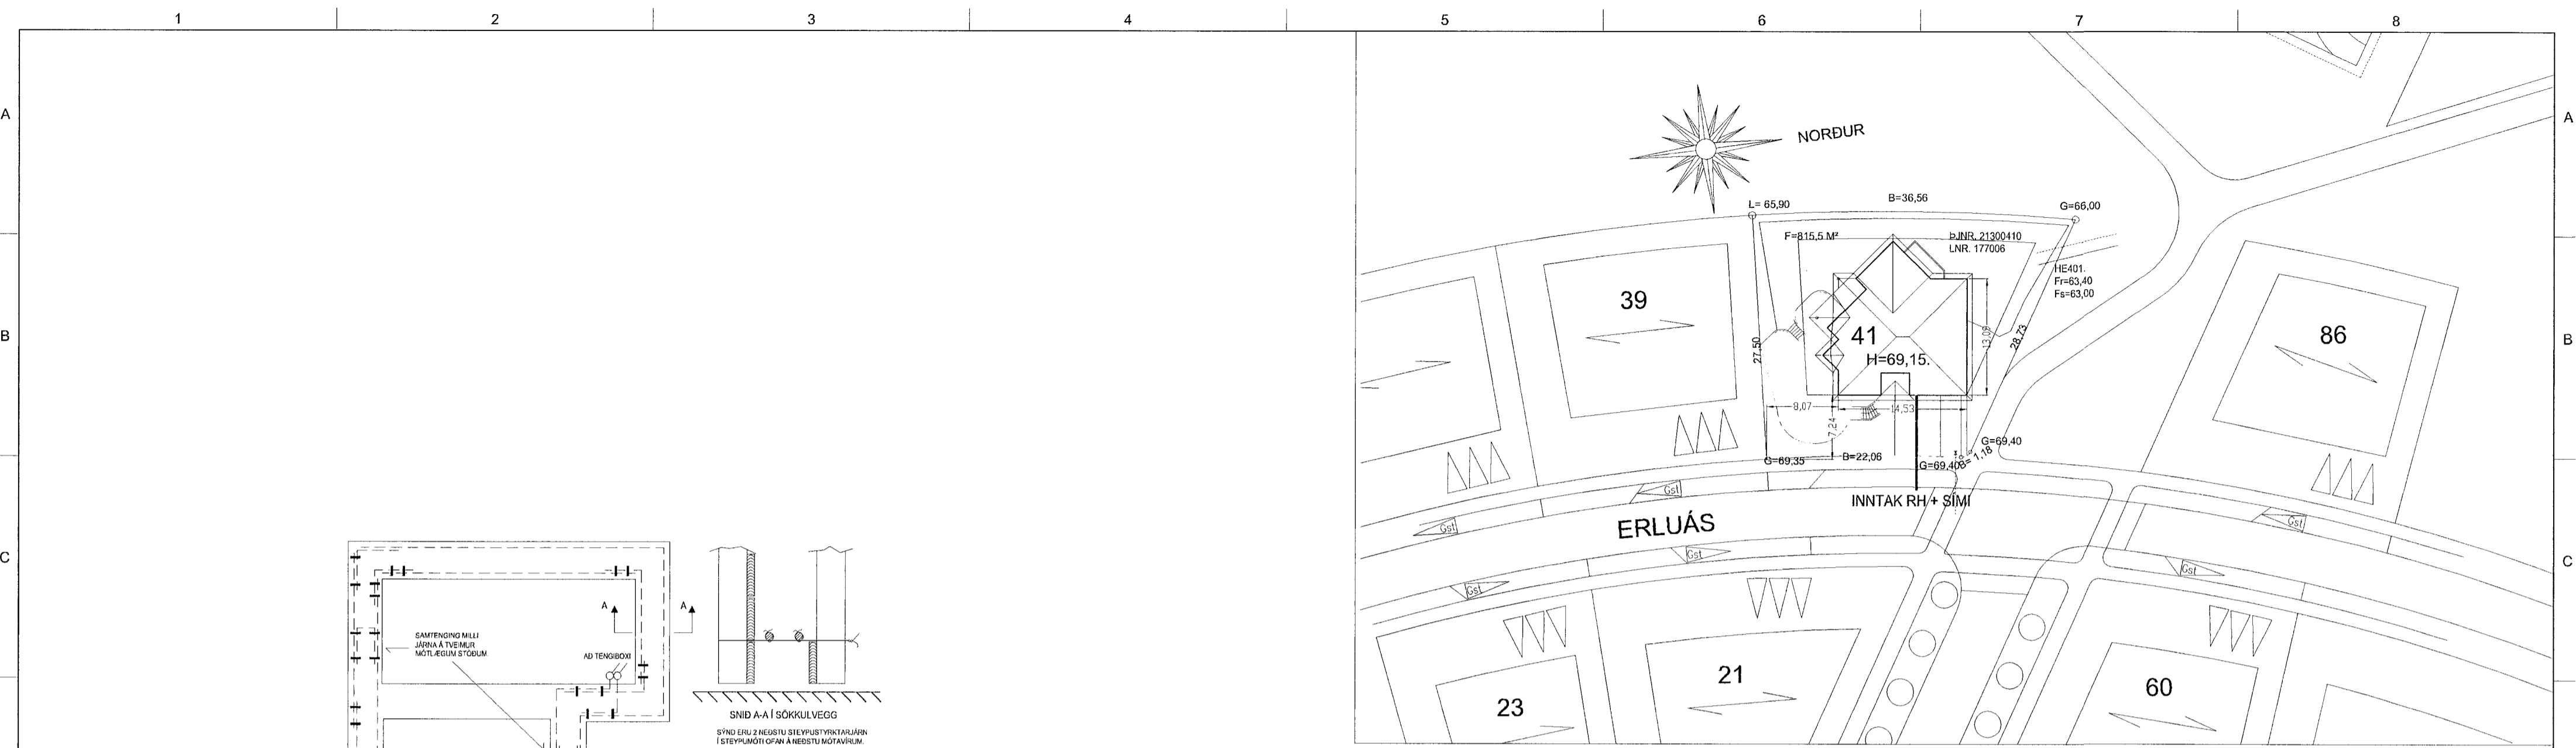 1 2 3 4 5 6 7 8
A A
NORÐUR
L= 65,90
B=36,56
G=66,00
F=815,5 M²
ÞJNR. 21300410
LNR. 177006
HE401.
Fr=63,40
Fs=63,00
B B
39
41
H=69,15.
86
27,50
13,09
28,73
8,07
14,53
7,24
G=69,35
B=22,06
G=69,40
G=69,40
B= 1,18
INNTAK RH + SÍMI
ERLUÁS
Gst
Gst
Gst
Gst
Gst
Gst
C C
A A
SAMTENGING MILLI
JÁRNA Á TVEIMUR
MÓTLÆGUM STÖÐUM
AÐ TENGIBOXI
SNIÐ A-A Í SÖKKULVEGG
SÝND ERU 2 NEÐSTU STEYPUSTYRKTARJÁRN
Í STEYPUMÓTI OFAN Á NEÐSTU MÓTAVÍRUM.
23
21
60